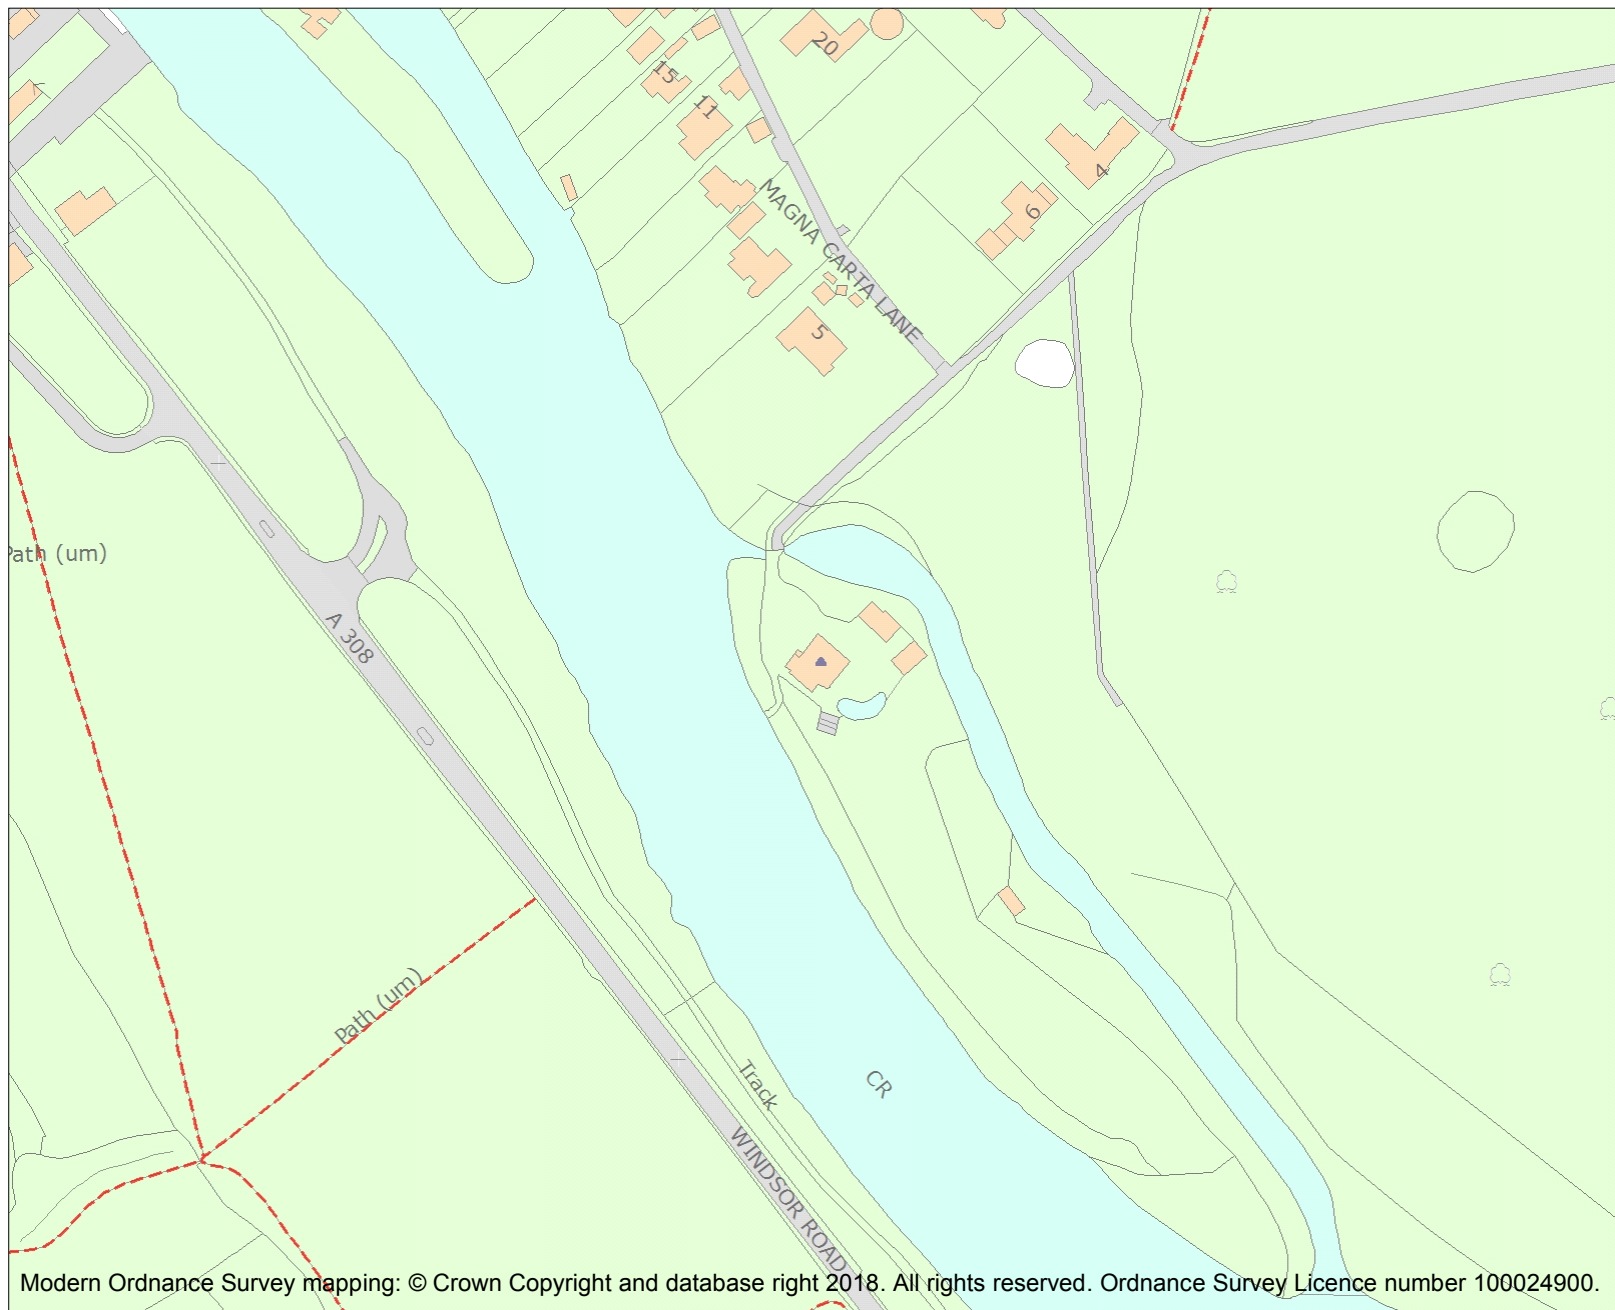 20
15
11
4
6
MAGNA CARTA LANE
5
Path (um)
A 308
Path (um)
Track
CR
WINDSOR ROAD
Modern Ordnance Survey mapping: © Crown Copyright and database right 2018. All rights reserved. Ordnance Survey Licence number 100024900.